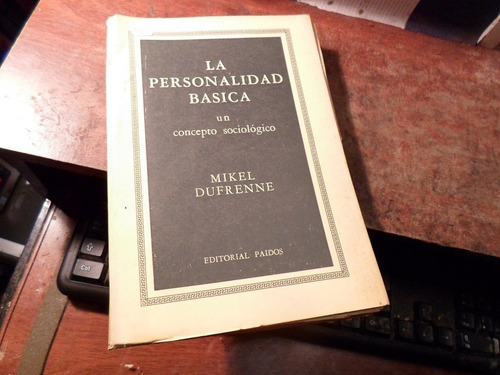 LA
PERSONALIDAD
BASICA
un
concepto sociológico
MIKEL
DUFRENNE
EDITORIAL PAIDOS